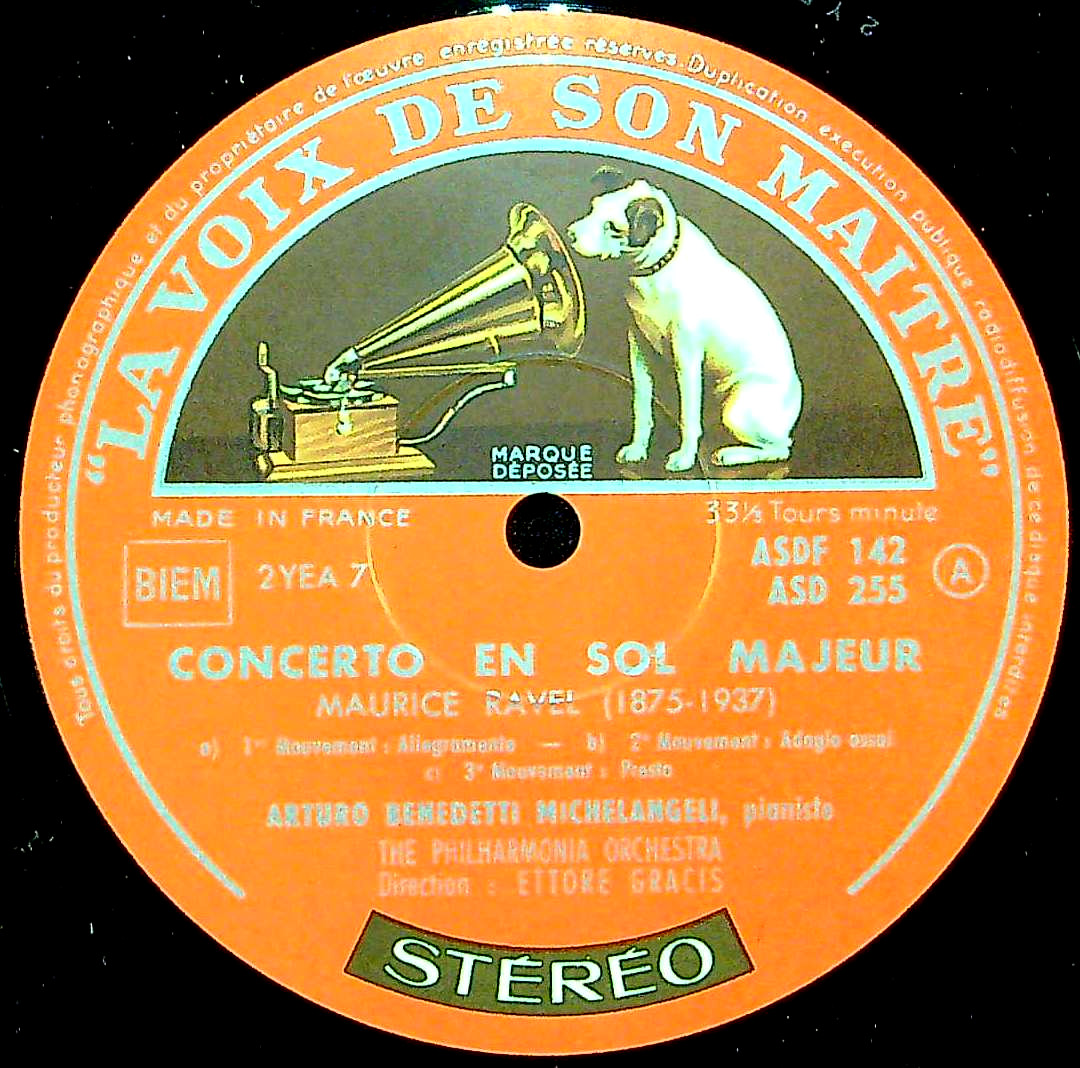 Tous droits du producteur phonographique et du propriétaire de l'œuvre enregistrée réservés. Duplication exécution publique radiodiffusion de ce disque interdites
“LA VOIX DE SON MAITRE”
MARQUE
DÉPOSÉE
MADE IN FRANCE 33⅓ Tours minute
BIEM 2YEA 7 ASDF 142 A
ASD 255
CONCERTO EN SOL MAJEUR
MAURICE RAVEL (1875-1937)
a) 1er Mouvement : Allegramente — b) 2e Mouvement : Adagio assai
c) 3e Mouvement : Presto
ARTURO BENEDETTI MICHELANGELI, pianiste
THE PHILHARMONIA ORCHESTRA
Direction : ETTORE GRACIS
STÉRÉO